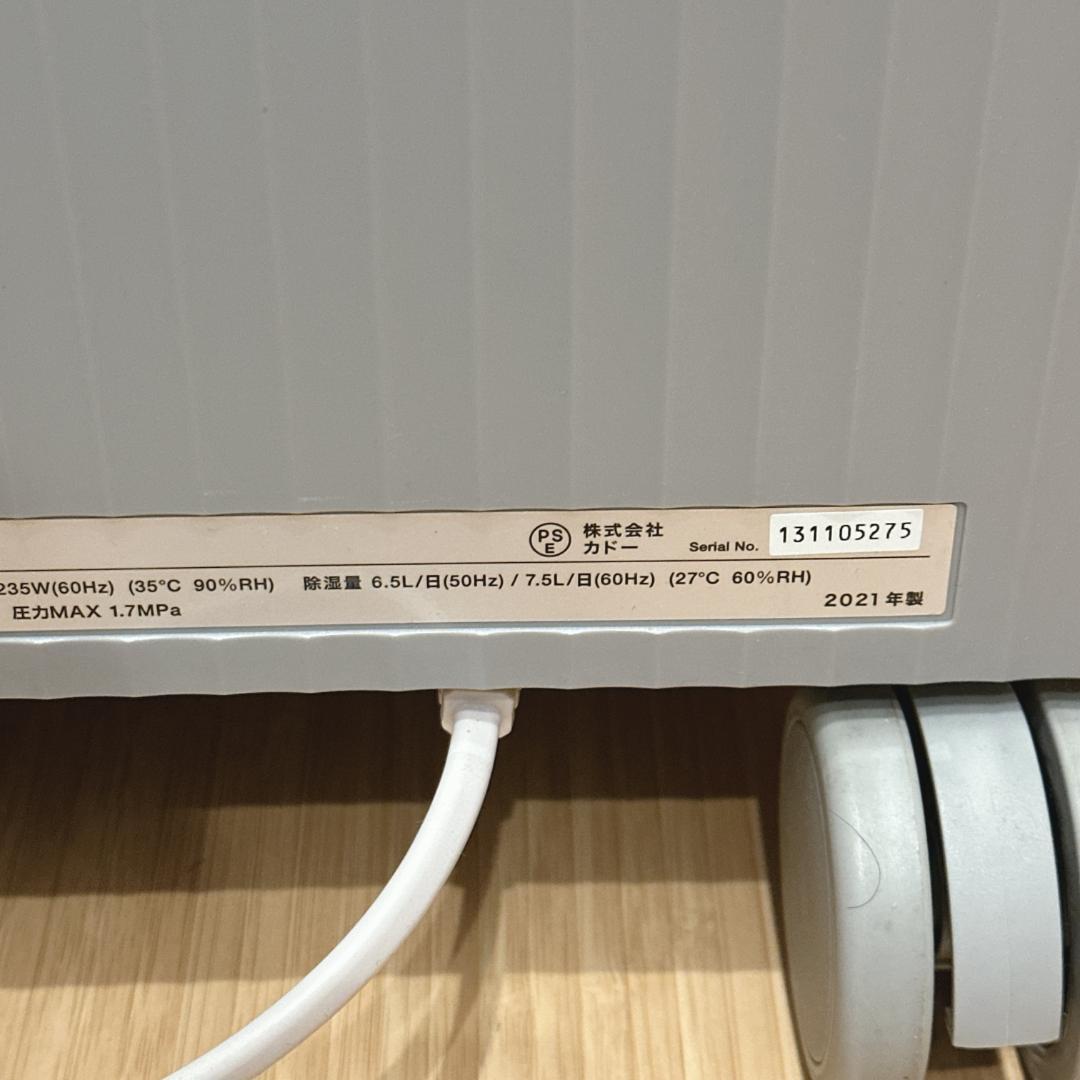 PS
E
株式会社
カドー
Serial No. 131105275
235W(60Hz) (35°C 90%RH) 除湿量 6.5L/日(50Hz) / 7.5L/日(60Hz) (27°C 60%RH)
圧力MAX 1.7MPa
2021年製